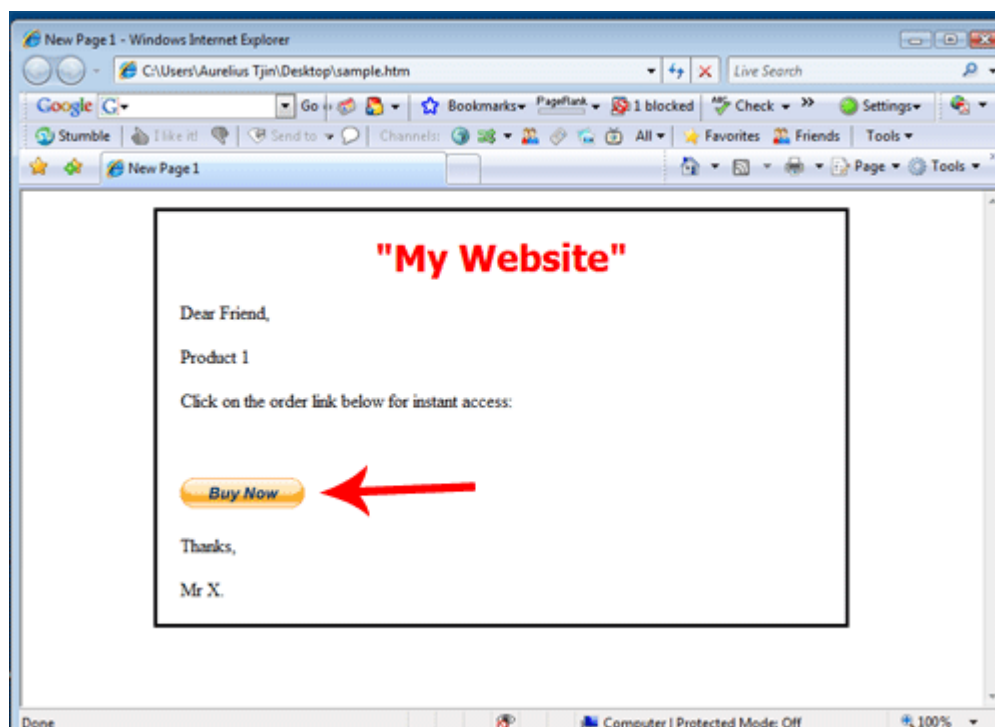 New Page 1 - Windows Internet Explorer
C:\Users\Aurelius Tjin\Desktop\sample.htm Live Search
Google G Go Bookmarks PageRank 1 blocked Check Settings
Stumble I like it! Send to Channels: All Favorites Friends Tools
New Page 1 Page Tools
"My Website"
Dear Friend,
Product 1
Click on the order link below for instant access:
Buy Now
Thanks,
Mr X.
Done Computer | Protected Mode: Off 100%